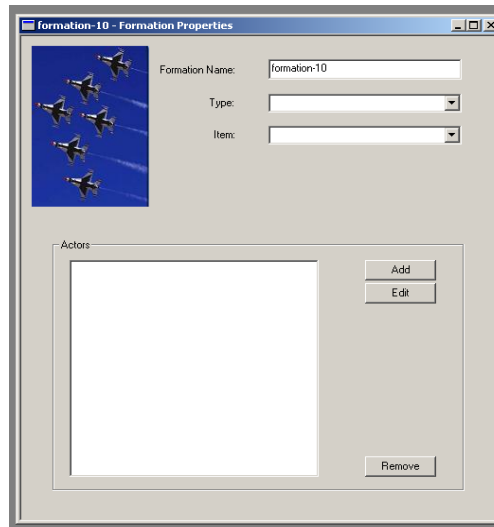 formation-10 - Formation Properties
Formation Name:
formation-10
Type:
Item:
Actors
Add
Edit
Remove